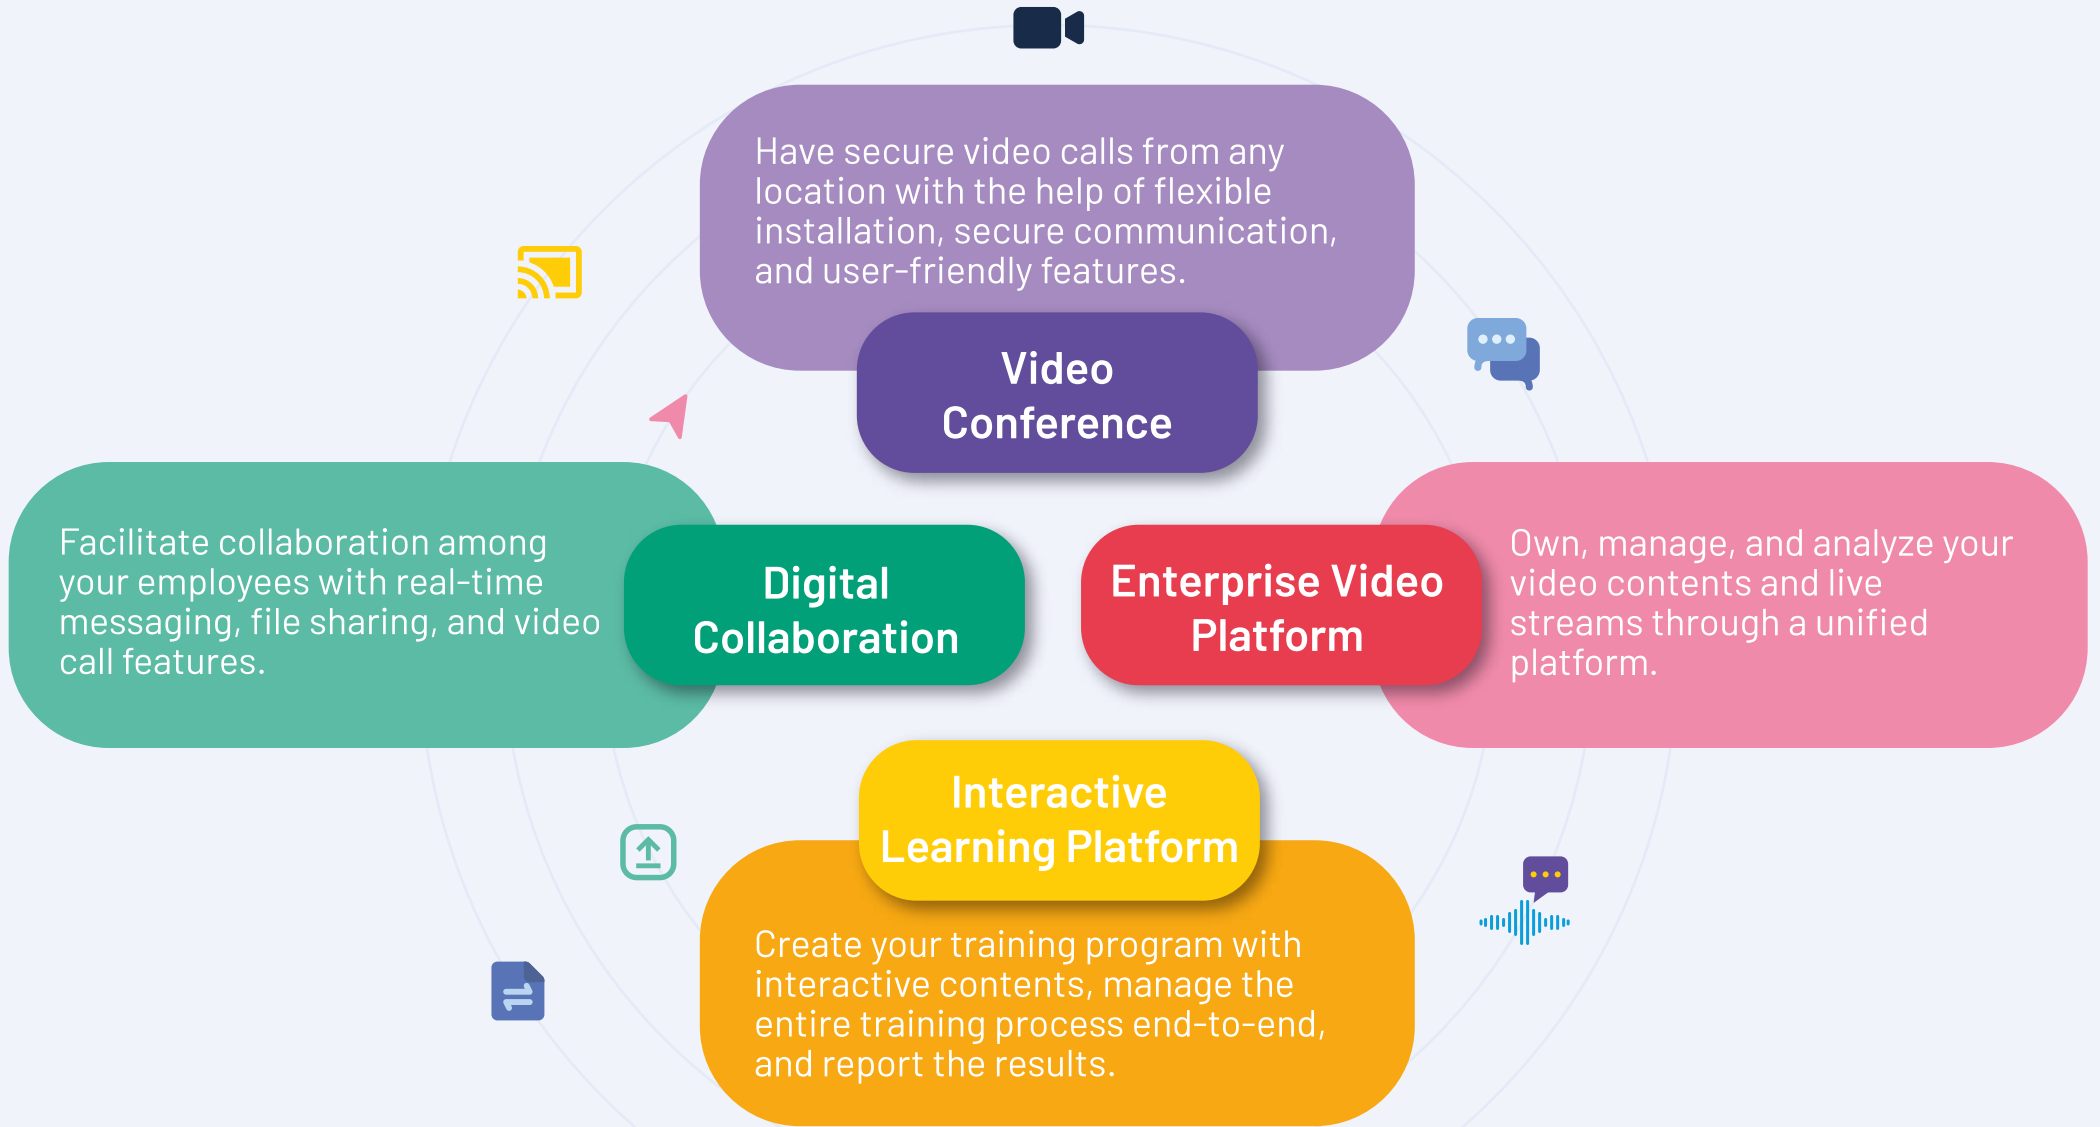 Have secure video calls from any
location with the help of flexible
installation, secure communication,
and user-friendly features.
Video
Conference
Facilitate collaboration among
your employees with real-time
messaging, file sharing, and video
call features.
Digital
Collaboration
Enterprise Video
Platform
Own, manage, and analyze your
video contents and live
streams through a unified
platform.
Interactive
Learning Platform
Create your training program with
interactive contents, manage the
entire training process end-to-end,
and report the results.